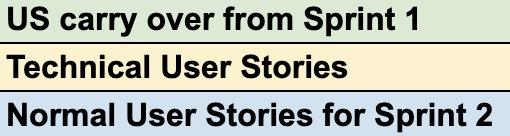 US carry over from Sprint 1
Technical User Stories
Normal User Stories for Sprint 2